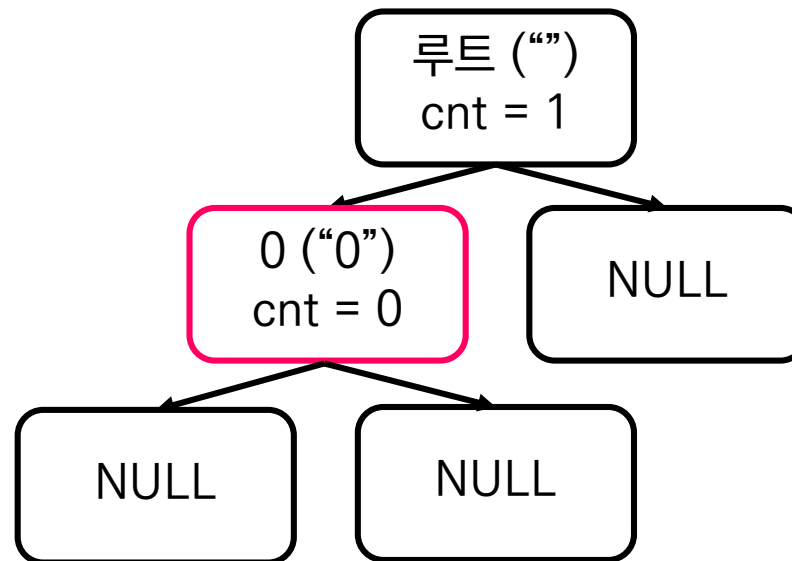 루트 (“”)
cnt = 1
0 (“0”)
cnt = 0
NULL
NULL
NULL